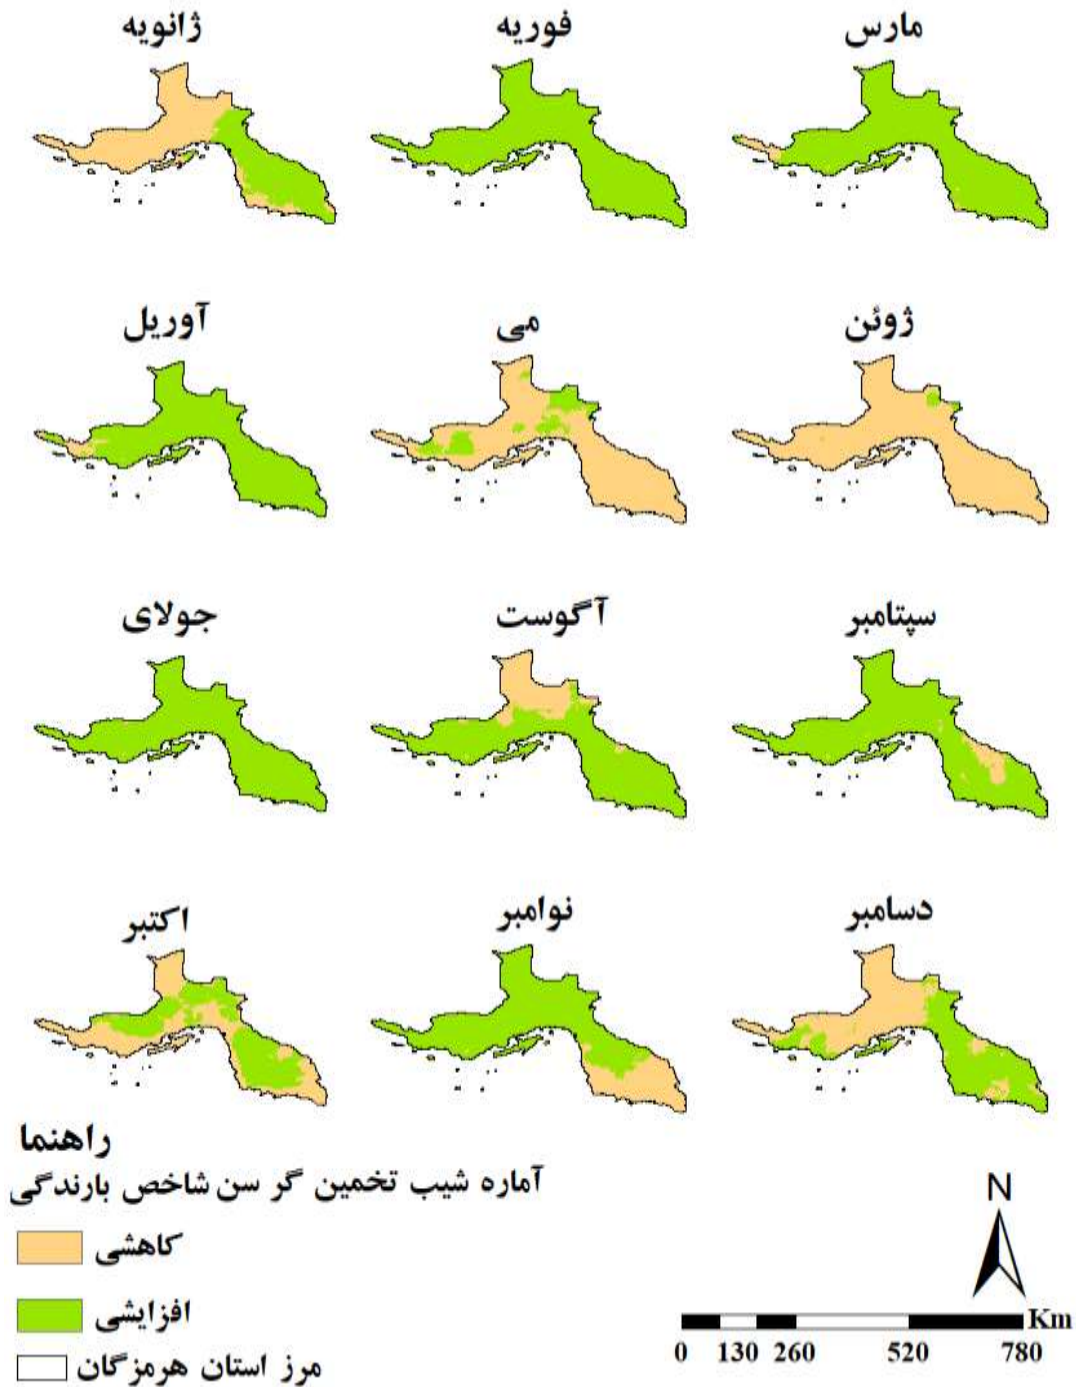 ژانویه
فوریه
مارس
آوریل
می
ژوئن
جولای
آگوست
سپتامبر
اکتبر
نوامبر
دسامبر
راهنما
آماره شیب تخمین گر سن شاخص بارندگی
کاهشی
افزایشی
مرز استان هرمزگان
N
Km
0 130 260 520 780